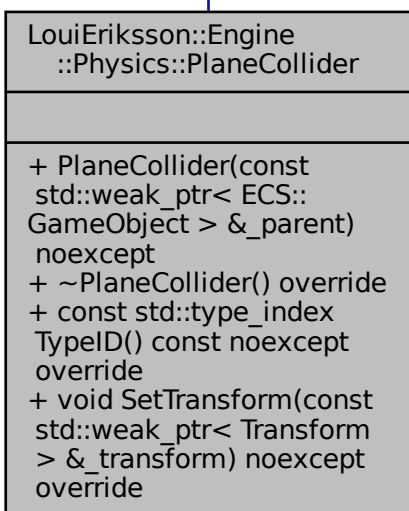 LouiEriksson::Engine
::Physics::PlaneCollider
+ PlaneCollider(const
std::weak_ptr< ECS::
GameObject > &_parent)
noexcept
+ ~PlaneCollider() override
+ const std::type_index
TypeID() const noexcept
override
+ void SetTransform(const
std::weak_ptr< Transform
> &_transform) noexcept
override